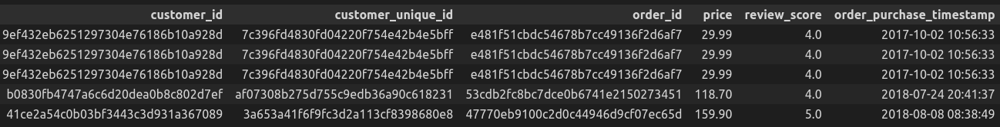 customer_id customer_unique_id order_id price review_score order_purchase_timestamp
9ef432eb6251297304e76186b10a928d 7c396fd4830fd04220f754e42b4e5bff e481f51cbdc54678b7cc49136f2d6af7 29.99 4.0 2017-10-02 10:56:33
9ef432eb6251297304e76186b10a928d 7c396fd4830fd04220f754e42b4e5bff e481f51cbdc54678b7cc49136f2d6af7 29.99 4.0 2017-10-02 10:56:33
9ef432eb6251297304e76186b10a928d 7c396fd4830fd04220f754e42b4e5bff e481f51cbdc54678b7cc49136f2d6af7 29.99 4.0 2017-10-02 10:56:33
b0830fb4747a6c6d20dea0b8c802d7ef af07308b275d755c9edb36a90c618231 53cdb2fc8bc7dce0b6741e2150273451 118.70 4.0 2018-07-24 20:41:37
41ce2a54c0b03bf3443c3d931a367089 3a653a41f6f9fc3d2a113cf8398680e8 47770eb9100c2d0c44946d9cf07ec65d 159.90 5.0 2018-08-08 08:38:49